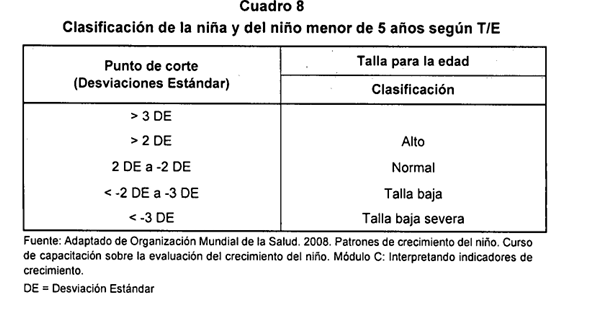 Cuadro 8
Clasificación de la niña y del niño menor de 5 años según T/E
Punto de corte
(Desviaciones Estándar)
Talla para la edad
Clasificación
> 3 DE
> 2 DE Alto
2 DE a -2 DE Normal
< -2 DE a -3 DE Talla baja
< -3 DE Talla baja severa
Fuente: Adaptado de Organización Mundial de la Salud. 2008. Patrones de crecimiento del niño. Curso
de capacitación sobre la evaluación del crecimiento del niño. Módulo C: Interpretando indicadores de
crecimiento.
DE = Desviación Estándar